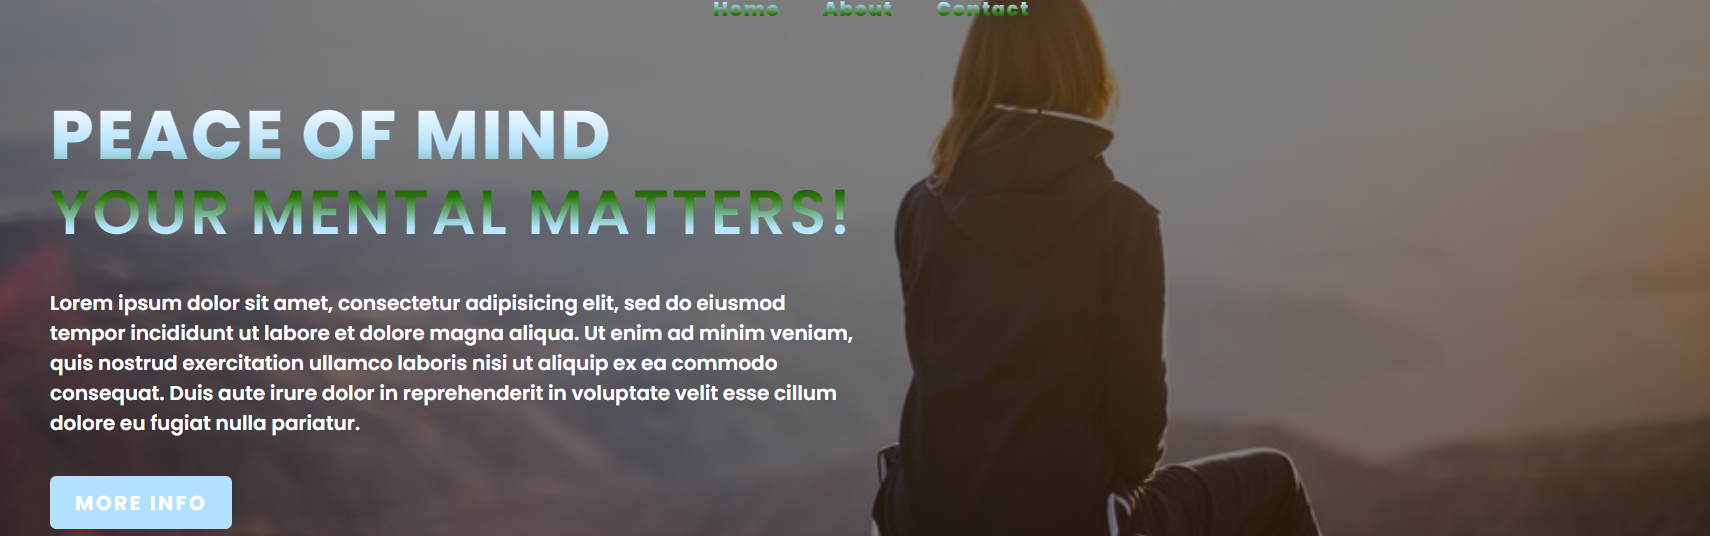 Home About Contact
PEACE OF MIND
YOUR MENTAL MATTERS!
Lorem ipsum dolor sit amet, consectetur adipisicing elit, sed do eiusmod
tempor incididunt ut labore et dolore magna aliqua. Ut enim ad minim veniam,
quis nostrud exercitation ullamco laboris nisi ut aliquip ex ea commodo
consequat. Duis aute irure dolor in reprehenderit in voluptate velit esse cillum
dolore eu fugiat nulla pariatur.
MORE INFO